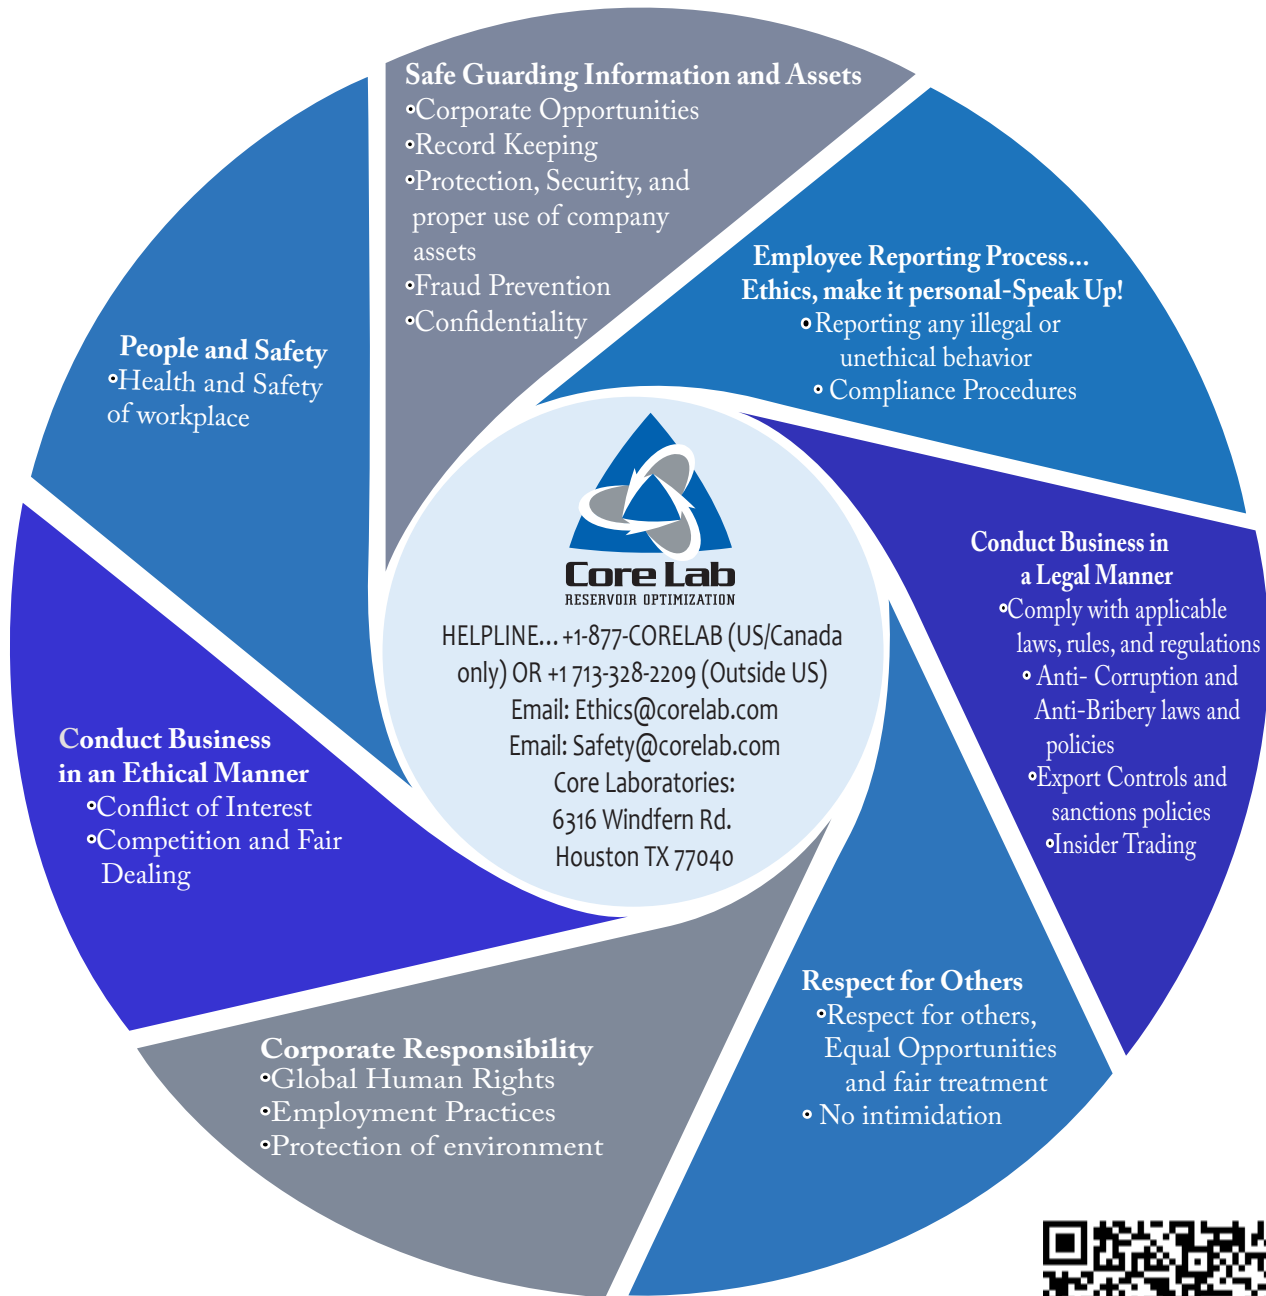 Safe Guarding Information and Assets
•Corporate Opportunities
•Record Keeping
•Protection, Security, and
proper use of company
assets
•Fraud Prevention
•Confidentiality
Employee Reporting Process...
Ethics, make it personal-Speak Up!
•Reporting any illegal or
unethical behavior
• Compliance Procedures
Conduct Business in
a Legal Manner
•Comply with applicable
laws, rules, and regulations
• Anti- Corruption and
Anti-Bribery laws and
policies
•Export Controls and
sanctions policies
•Insider Trading
Respect for Others
•Respect for others,
Equal Opportunities
and fair treatment
• No intimidation
Corporate Responsibility
•Global Human Rights
•Employment Practices
•Protection of environment
Conduct Business
in an Ethical Manner
•Conflict of Interest
•Competition and Fair
Dealing
People and Safety
•Health and Safety
of workplace
Core Lab
RESERVOIR OPTIMIZATION
HELPLINE... +1-877-CORELAB (US/Canada
only) OR +1 713-328-2209 (Outside US)
Email: Ethics@corelab.com
Email: Safety@corelab.com
Core Laboratories:
6316 Windfern Rd.
Houston TX 77040